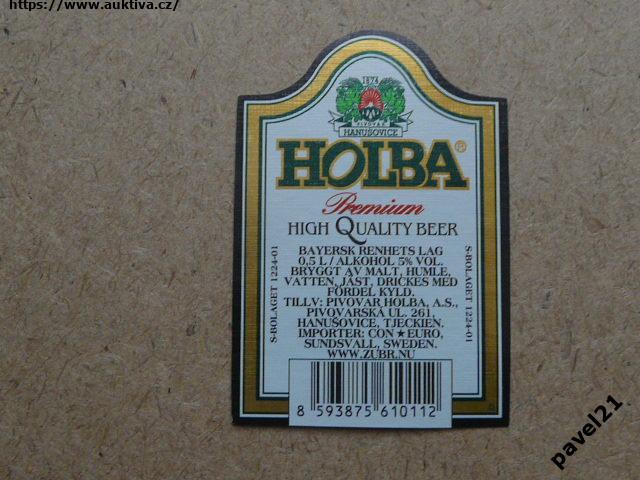 https://www.auktiva.cz/
1874
PIVOVAR
HANUŠOVICE
HOLBA®
Premium
HIGH QUALITY BEER
BAYERSK RENHETS LAG
0,5 L / ALKOHOL 5% VOL.
BRYGGT AV MALT, HUMLE,
VATTEN, JÄST, DRICKES MED
FÖRDEL KYLD.
TILLV: PIVOVAR HOLBA, A.S.,
PIVOVARSKÁ UL. 261,
HANUŠOVICE, TJECKIEN.
IMPORTER: CON ★ EURO,
SUNDSVALL, SWEDEN.
WWW.ZUBR.NU
S-BOLAGET 1224-01
S-BOLAGET 1224-01
8 593875 610112
pavel21